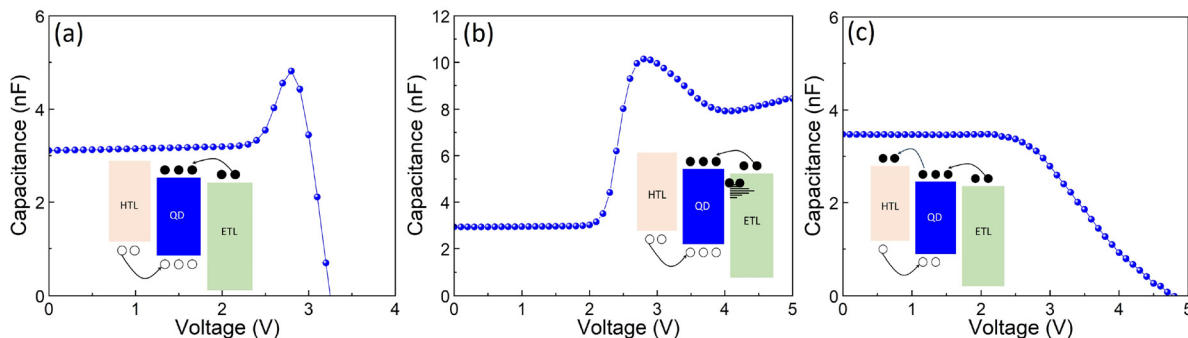 (a)
Capacitance (nF)
6
4
2
0
HTL
QD
ETL
0 1 2 3 4
Voltage (V)
(b)
Capacitance (nF)
12
10
8
6
4
2
0
HTL
QD
ETL
0 1 2 3 4 5
Voltage (V)
(c)
Capacitance (nF)
6
4
2
0
HTL
QD
ETL
0 1 2 3 4 5
Voltage (V)